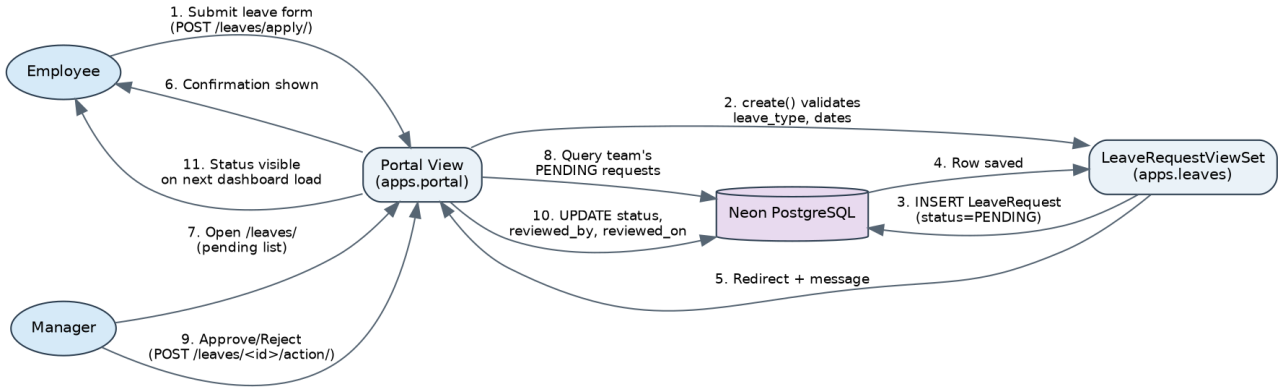 1. Submit leave form
(POST /leaves/apply/)
Employee
6. Confirmation shown
2. create() validates
leave_type, dates
11. Status visible
on next dashboard load
Portal View
(apps.portal)
8. Query team's
PENDING requests
4. Row saved
LeaveRequestViewSet
(apps.leaves)
Neon PostgreSQL
3. INSERT LeaveRequest
(status=PENDING)
7. Open /leaves/
(pending list)
10. UPDATE status,
reviewed_by, reviewed_on
5. Redirect + message
Manager
9. Approve/Reject
(POST /leaves/<id>/action/)